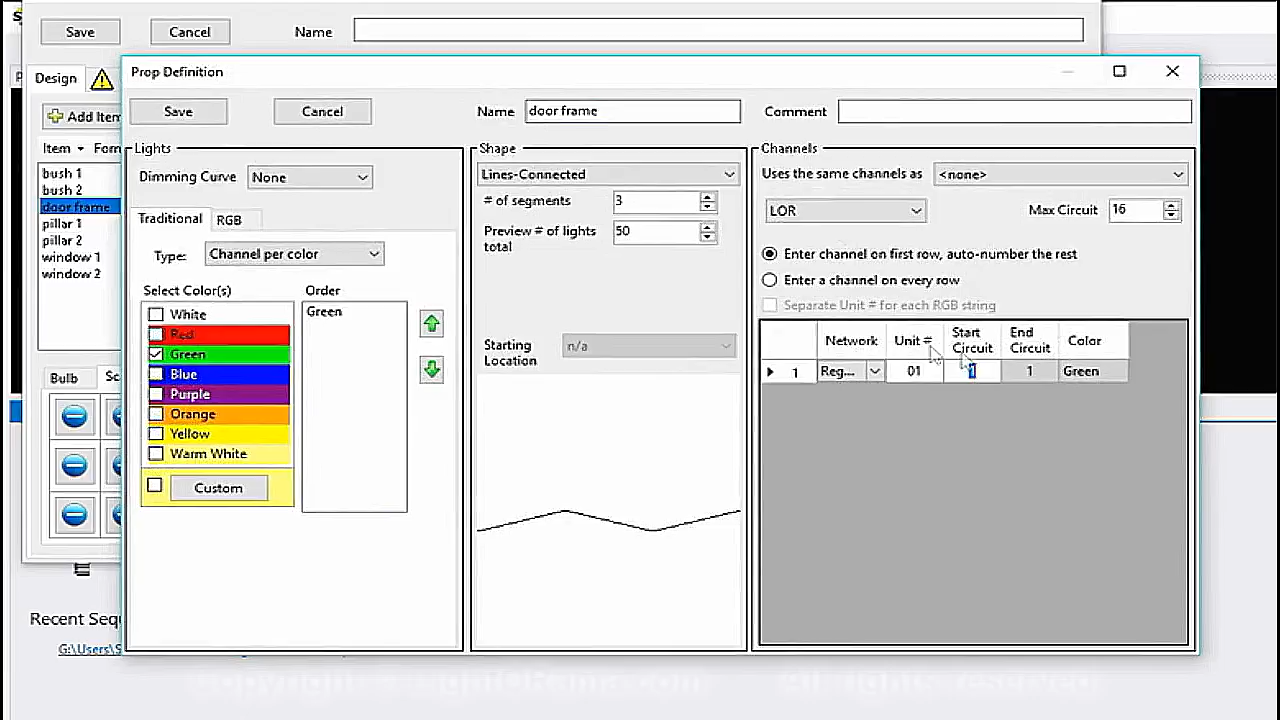 Save
Cancel
Name
Design
Prop Definition
Add Item
Save
Cancel
Name
door frame
Comment
Item
Form
bush 1
bush 2
door frame
pillar 1
pillar 2
window 1
window 2
Bulb
Lights
Dimming Curve
None
Traditional
RGB
Type:
Channel per color
Select Color(s)
Order
White
Red
Green
Blue
Purple
Orange
Yellow
Warm White
Custom
Green
Shape
Lines-Connected
# of segments
3
Preview # of lights
total
50
Starting
Location
n/a
Channels
Uses the same channels as
<none>
LOR
Max Circuit
16
Enter channel on first row, auto-number the rest
Enter a channel on every row
Separate Unit # for each RGB string
Network
Unit #
Start
Circuit
End
Circuit
Color
1
Reg...
01
1
1
Green
Recent Sequ
G:\Users\S